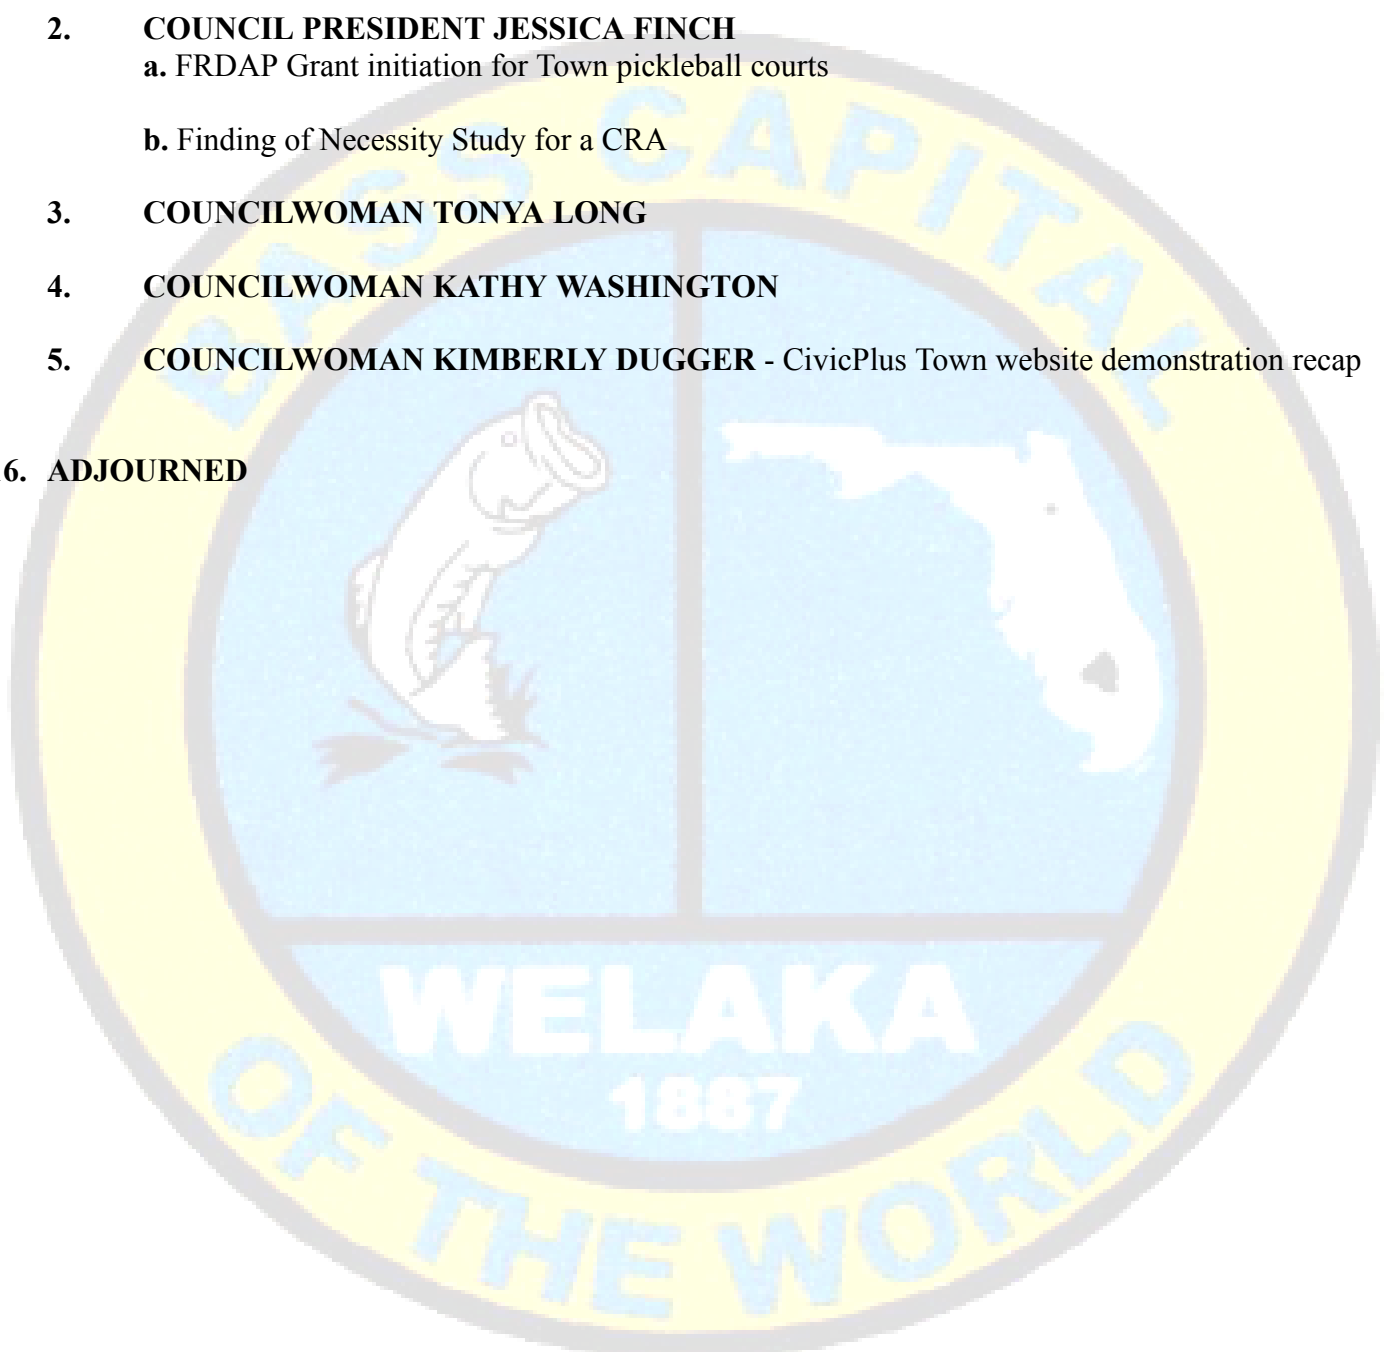 2. COUNCIL PRESIDENT JESSICA FINCH
a. FRDAP Grant initiation for Town pickleball courts
b. Finding of Necessity Study for a CRA
3. COUNCILWOMAN TONYA LONG
4. COUNCILWOMAN KATHY WASHINGTON
5. COUNCILWOMAN KIMBERLY DUGGER - CivicPlus Town website demonstration recap
6. ADJOURNED
BASS CAPITAL
WELAKA
1887
OF THE WORLD